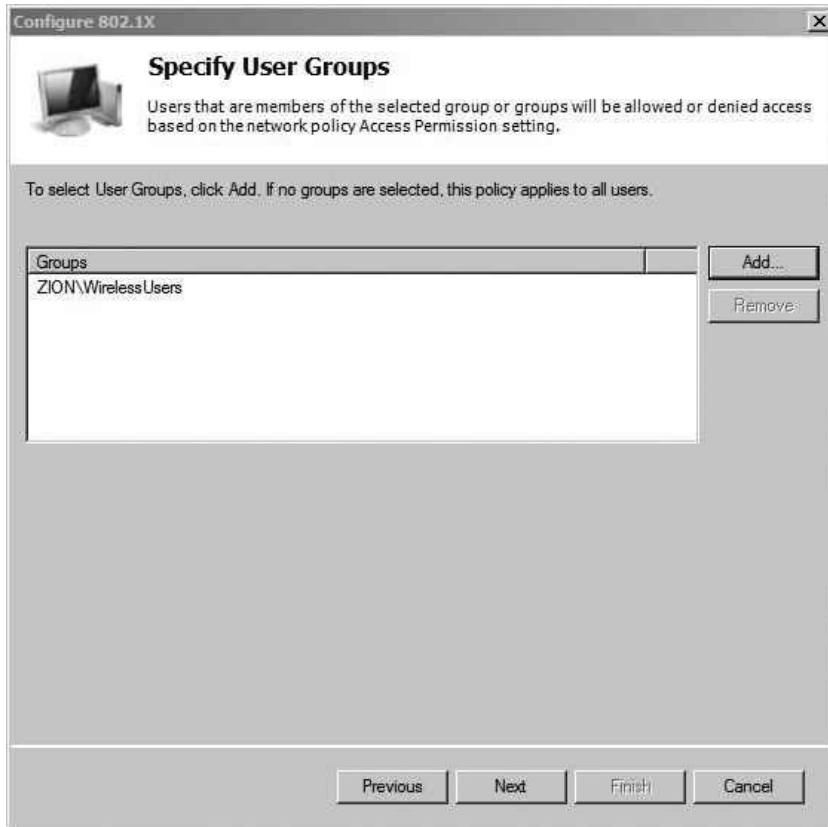 Configure 802.1X
Specify User Groups
Users that are members of the selected group or groups will be allowed or denied access
based on the network policy Access Permission setting.
To select User Groups, click Add. If no groups are selected, this policy applies to all users.
Groups
ZION\WirelessUsers
Add...
Remove
Previous
Next
Finish
Cancel